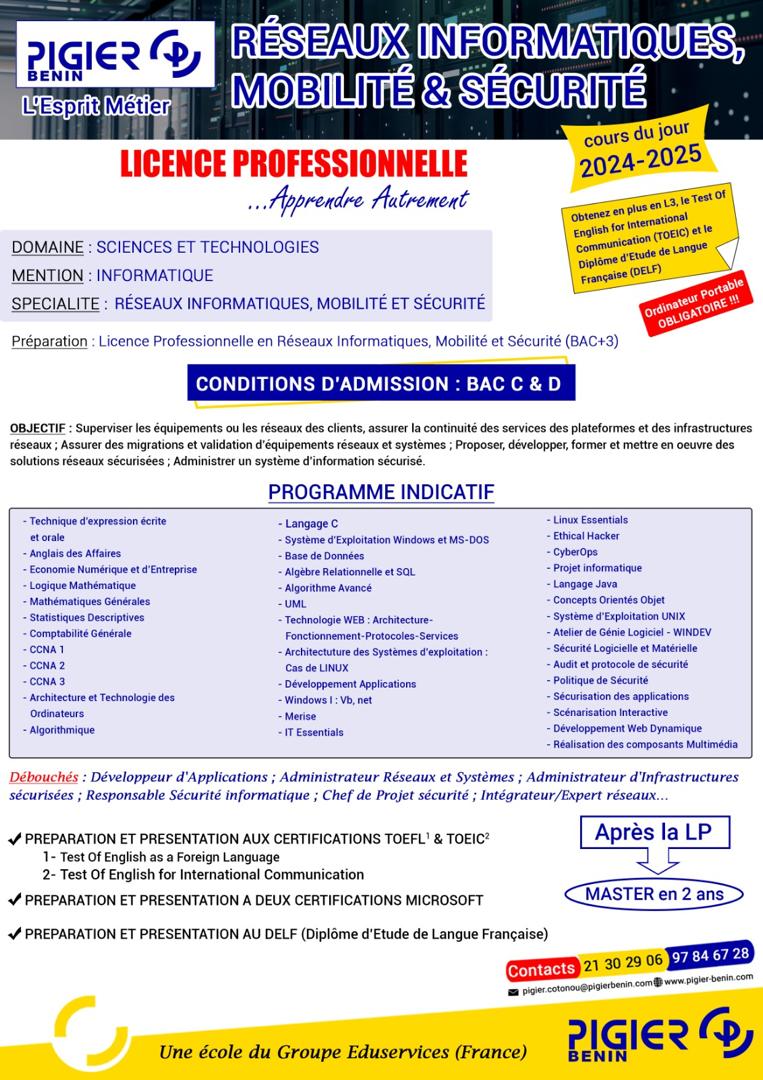 PIGIER
BENIN
L'Esprit Métier
RÉSEAUX INFORMATIQUES,
MOBILITÉ & SÉCURITÉ
LICENCE PROFESSIONNELLE
...Apprendre Autrement
cours du jour
2024-2025
Obtenez en plus en L3, le Test Of
English for International
Communication (TOEIC) et le
Diplôme d'Etude de Langue
Française (DELF)
Ordinateur Portable
OBLIGATOIRE !!!
DOMAINE : SCIENCES ET TECHNOLOGIES
MENTION : INFORMATIQUE
SPECIALITE : RÉSEAUX INFORMATIQUES, MOBILITÉ ET SÉCURITÉ
Préparation : Licence Professionnelle en Réseaux Informatiques, Mobilité et Sécurité (BAC+3)
CONDITIONS D'ADMISSION : BAC C & D
OBJECTIF : Superviser les équipements ou les réseaux des clients, assurer la continuité des services des plateformes et des infrastructures
réseaux ; Assurer des migrations et validation d'équipements réseaux et systèmes ; Proposer, développer, former et mettre en oeuvre des
solutions réseaux sécurisées ; Administrer un système d'information sécurisé.
PROGRAMME INDICATIF
- Technique d'expression écrite
et orale
- Anglais des Affaires
- Economie Numérique et d'Entreprise
- Logique Mathématique
- Mathématiques Générales
- Statistiques Descriptives
- Comptabilité Générale
- CCNA 1
- CCNA 2
- CCNA 3
- Architecture et Technologie des
Ordinateurs
- Algorithmique
- Langage C
- Système d'Exploitation Windows et MS-DOS
- Base de Données
- Algèbre Relationnelle et SQL
- Algorithme Avancé
- UML
- Technologie WEB : Architecture-
Fonctionnement-Protocoles-Services
- Architectuture des Systèmes d'exploitation :
Cas de LINUX
- Développement Applications
- Windows I : Vb, net
- Merise
- IT Essentials
- Linux Essentials
- Ethical Hacker
- CyberOps
- Projet informatique
- Langage Java
- Concepts Orientés Objet
- Système d'Exploitation UNIX
- Atelier de Génie Logiciel - WINDEV
- Sécurité Logicielle et Matérielle
- Audit et protocole de sécurité
- Politique de Sécurité
- Sécurisation des applications
- Scénarisation Interactive
- Développement Web Dynamique
- Réalisation des composants Multimédia
Débouchés : Développeur d'Applications ; Administrateur Réseaux et Systèmes ; Administrateur d'Infrastructures
sécurisées ; Responsable Sécurité informatique ; Chef de Projet sécurité ; Intégrateur/Expert réseaux...
PREPARATION ET PRESENTATION AUX CERTIFICATIONS TOEFL¹ & TOEIC²
1- Test Of English as a Foreign Language
2- Test Of English for International Communication
PREPARATION ET PRESENTATION A DEUX CERTIFICATIONS MICROSOFT
PREPARATION ET PRESENTATION AU DELF (Diplôme d'Etude de Langue Française)
Après la LP
MASTER en 2 ans
Contacts 21 30 29 06 97 84 67 28
pigier.cotonou@pigierbenin.com www.pigier-benin.com
Une école du Groupe Eduservices (France)
PIGIER
BENIN